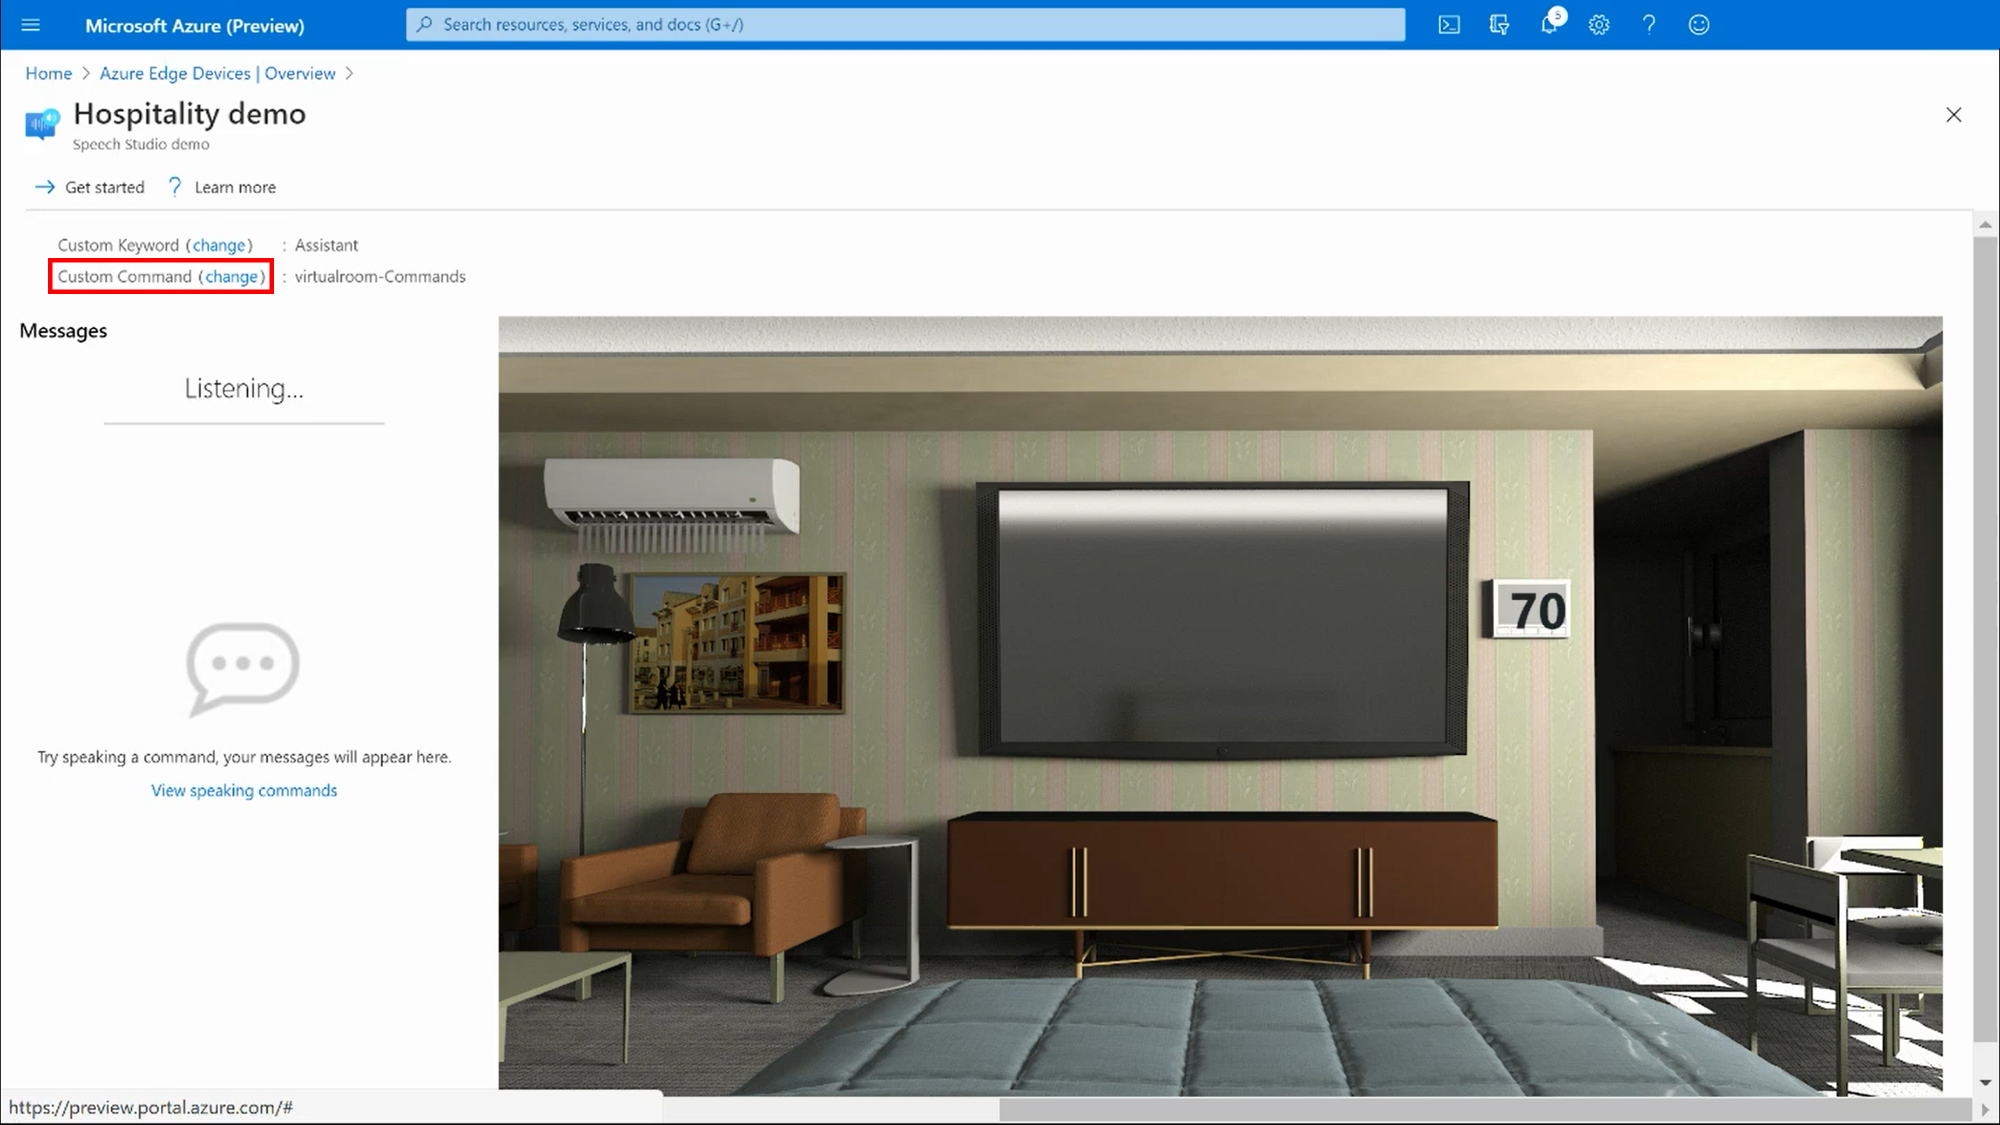 Microsoft Azure (Preview)
Search resources, services, and docs (G+/)
5
Home > Azure Edge Devices | Overview >
Hospitality demo
Speech Studio demo
Get started
? Learn more
Custom Keyword (change) : Assistant
Custom Command (change) : virtualroom-Commands
Messages
Listening...
70
Try speaking a command, your messages will appear here.
View speaking commands
https://preview.portal.azure.com/#